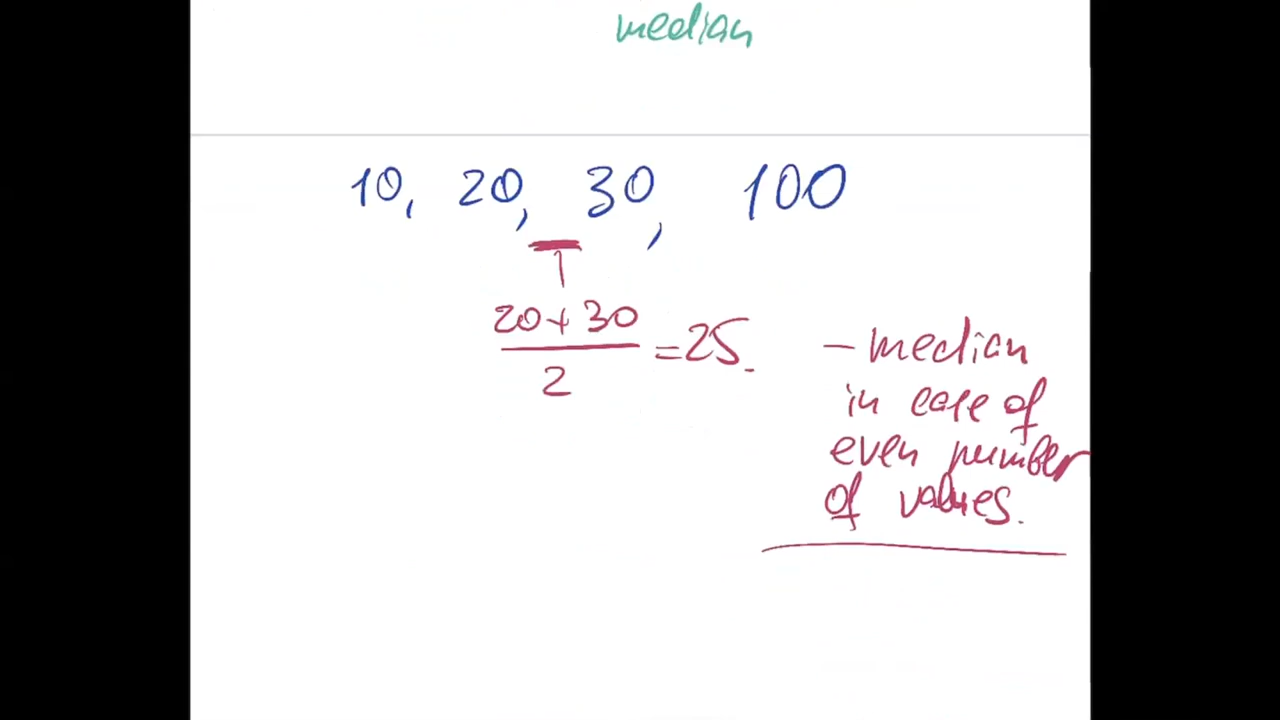 median
10, 20, 30, 100
20+30
2
=25.
- median
in case of
even number
of values.